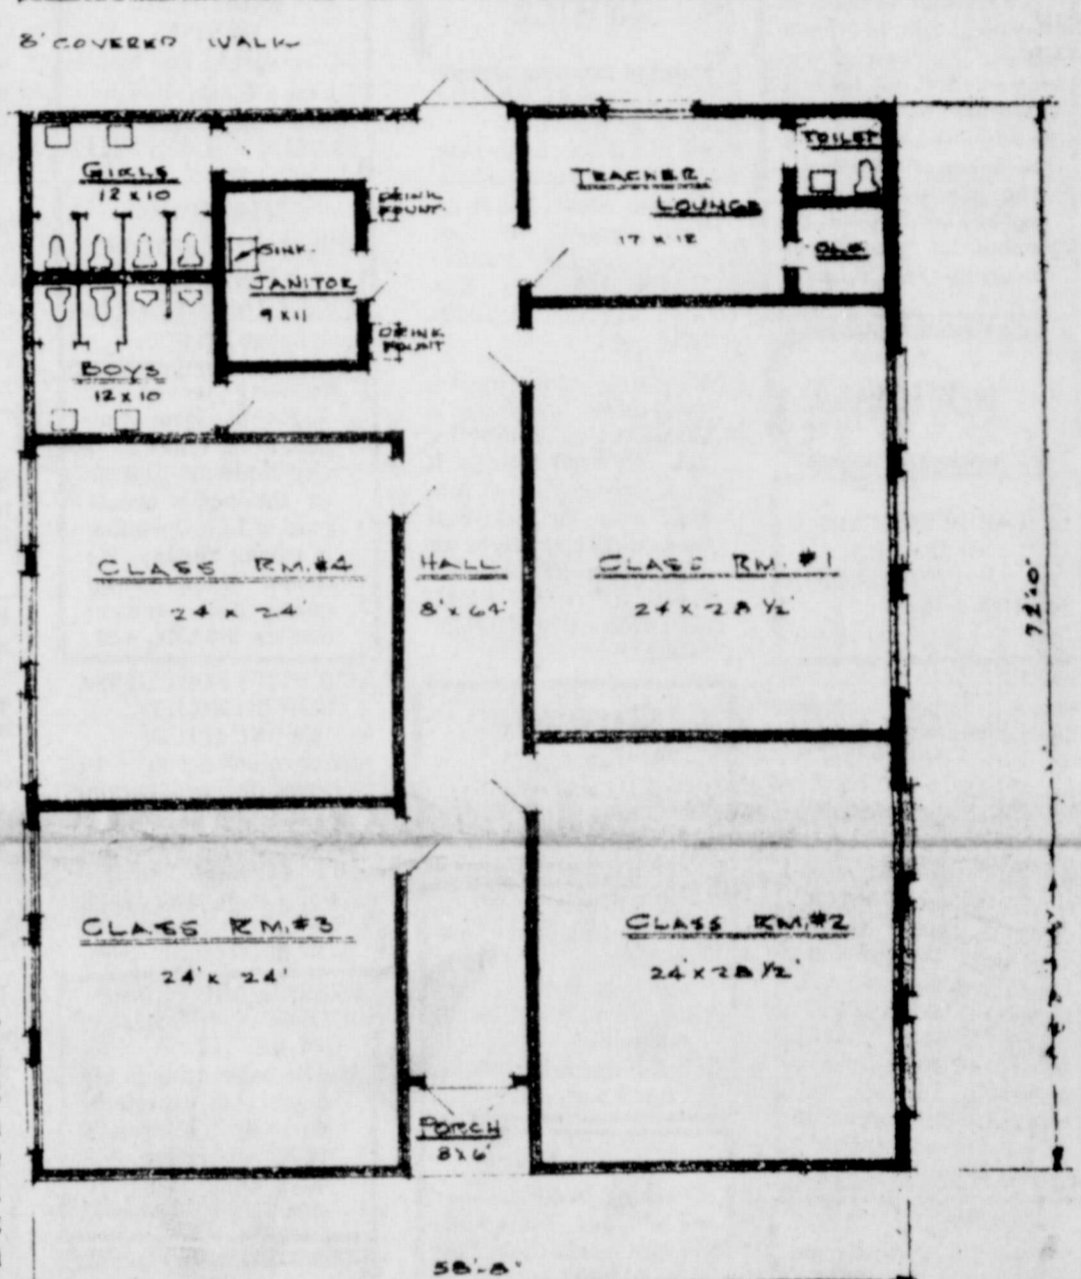 8' COVERED WALK
GIRLS
12 x 10
DRINK
FOUNT.
TEACHER
LOUNGE
17 x 12
TOILET
SINK
JANITOR
9 x 11
DRINK
FOUNT
BOYS
12 x 10
CLASS RM. #4
24 x 24'
HALL
8' x 64'
CLASS RM. #1
24 x 28 1/2'
72'-0"
CLASS RM. #3
24' x 24'
CLASS RM. #2
24' x 28 1/2'
PORCH
8 x 6'
58'-8"